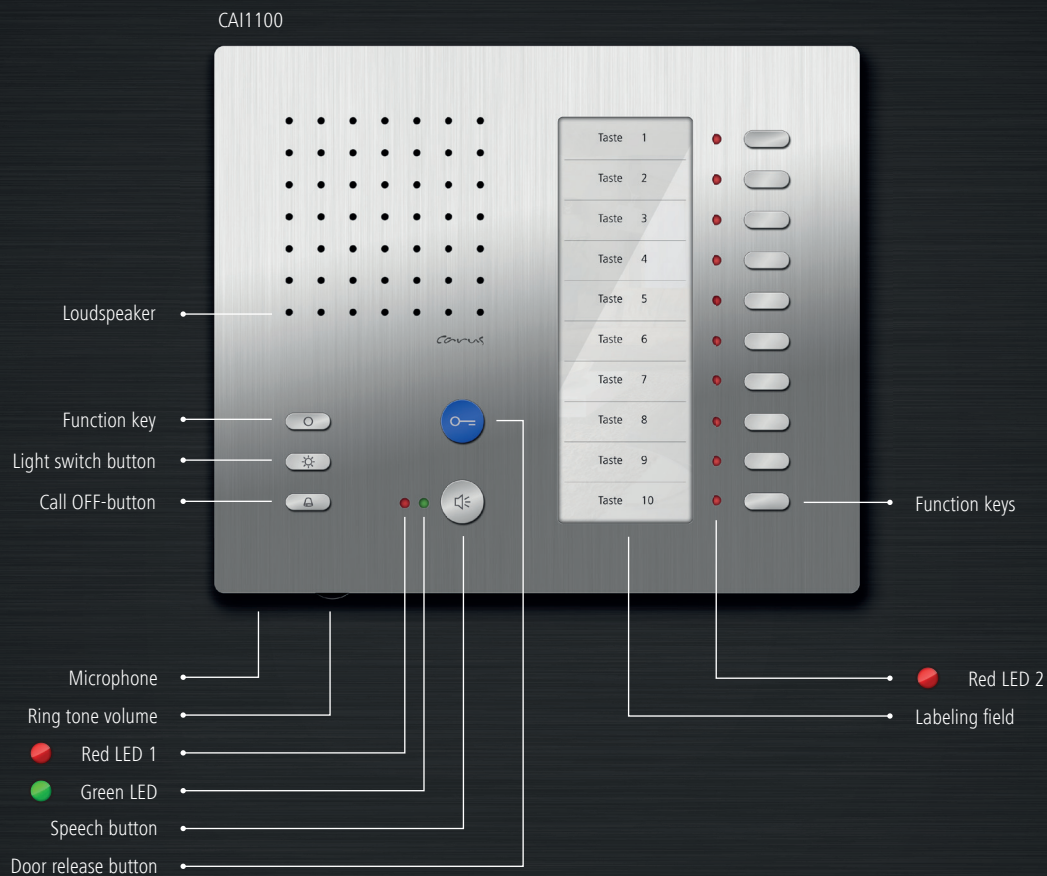 CAI1100
Taste 1
Taste 2
Taste 3
Taste 4
Taste 5
Taste 6
Taste 7
Taste 8
Taste 9
Taste 10
carus
Loudspeaker
Function key
Light switch button
Call OFF-button
Function keys
Microphone
Ring tone volume
Red LED 1
Green LED
Speech button
Door release button
Red LED 2
Labeling field